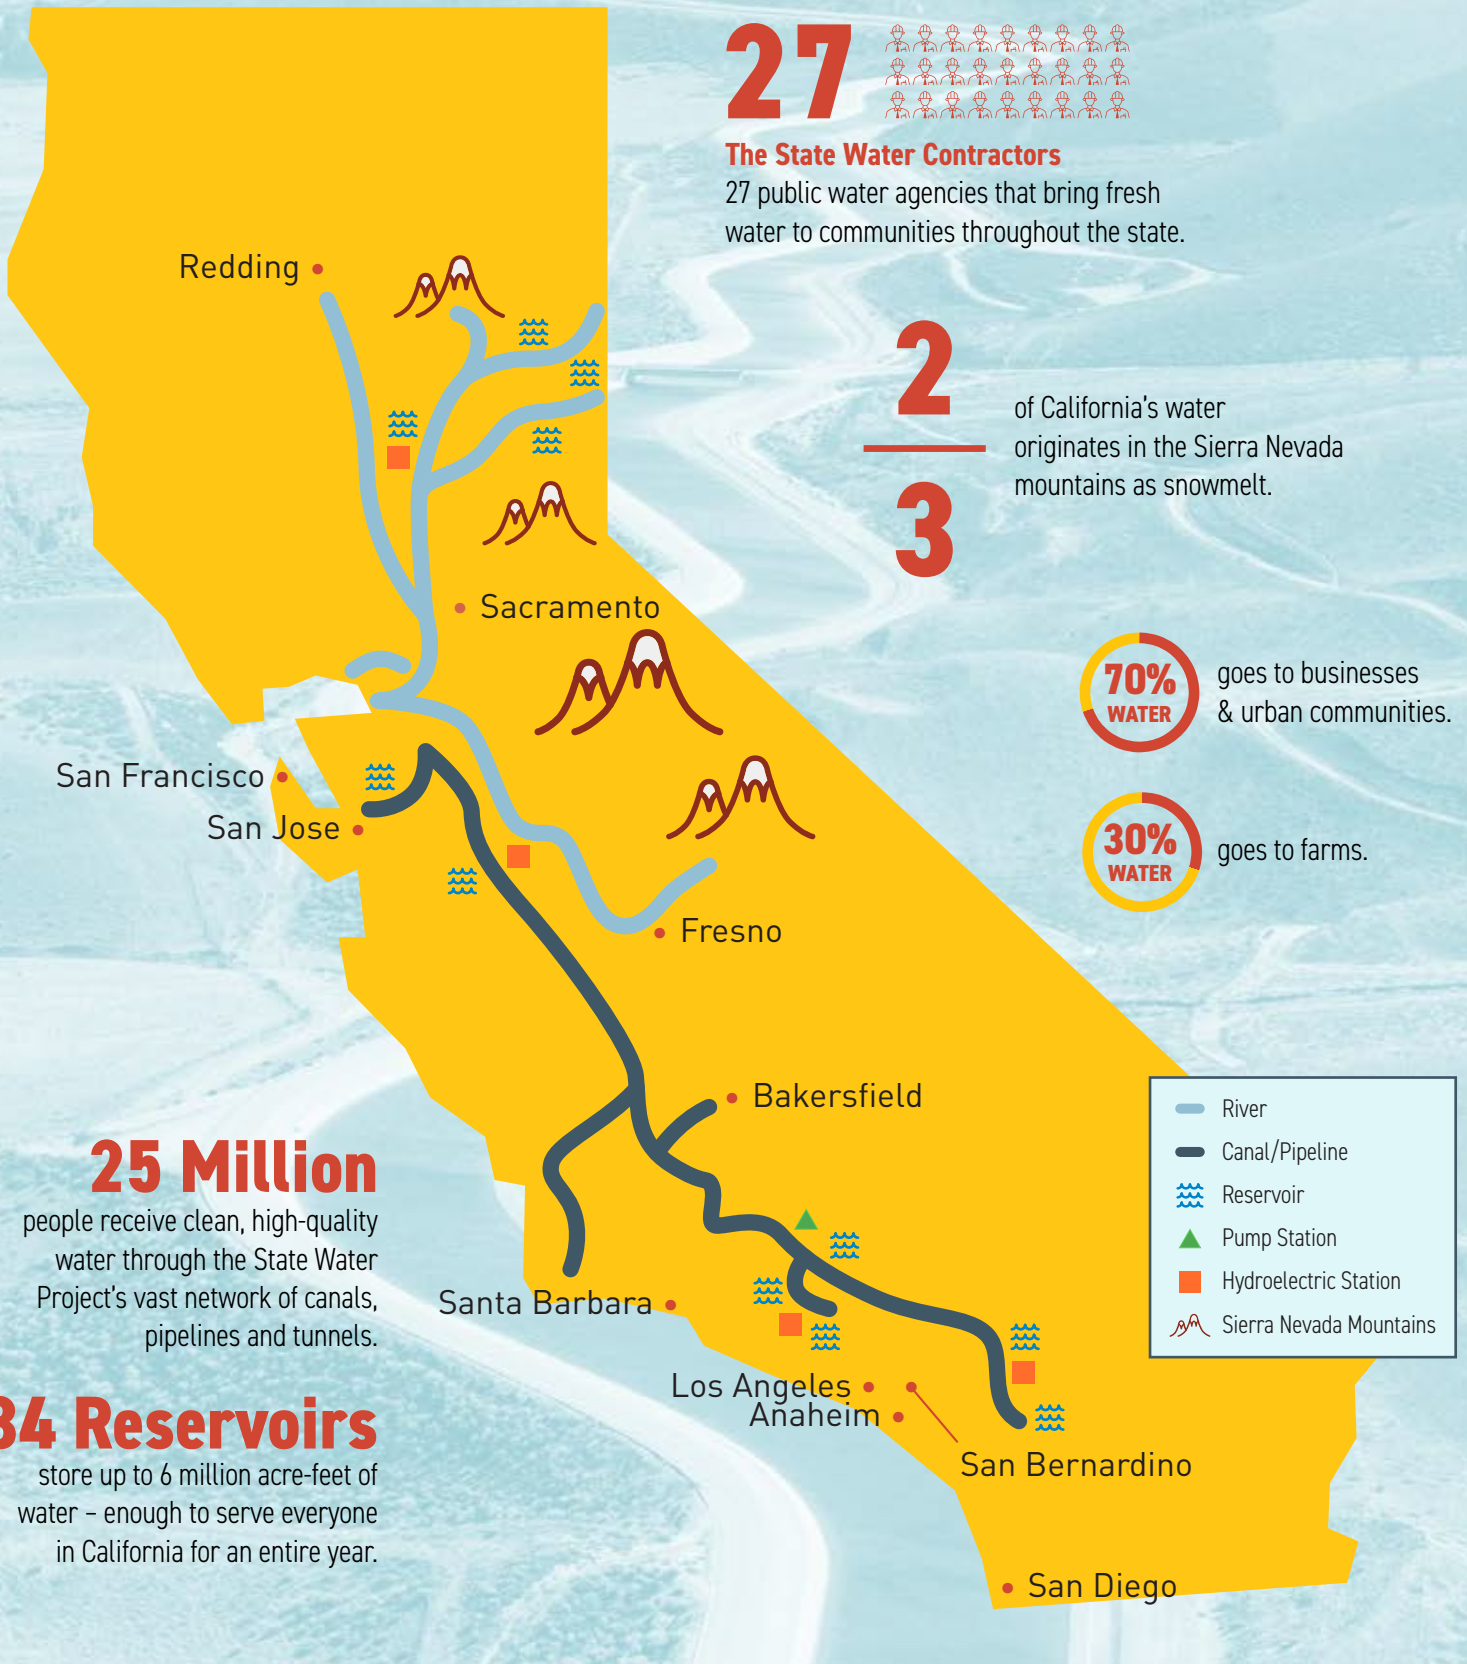 27
The State Water Contractors
27 public water agencies that bring fresh
water to communities throughout the state.
Redding
2
3
of California's water
originates in the Sierra Nevada
mountains as snowmelt.
Sacramento
70%
WATER
goes to businesses
& urban communities.
San Francisco
San Jose
30%
WATER
goes to farms.
Fresno
Bakersfield
River
Canal/Pipeline
Reservoir
Pump Station
Hydroelectric Station
Sierra Nevada Mountains
25 Million
people receive clean, high-quality
water through the State Water
Project's vast network of canals,
pipelines and tunnels.
Santa Barbara
Los Angeles
Anaheim
San Bernardino
34 Reservoirs
store up to 6 million acre-feet of
water – enough to serve everyone
in California for an entire year.
San Diego